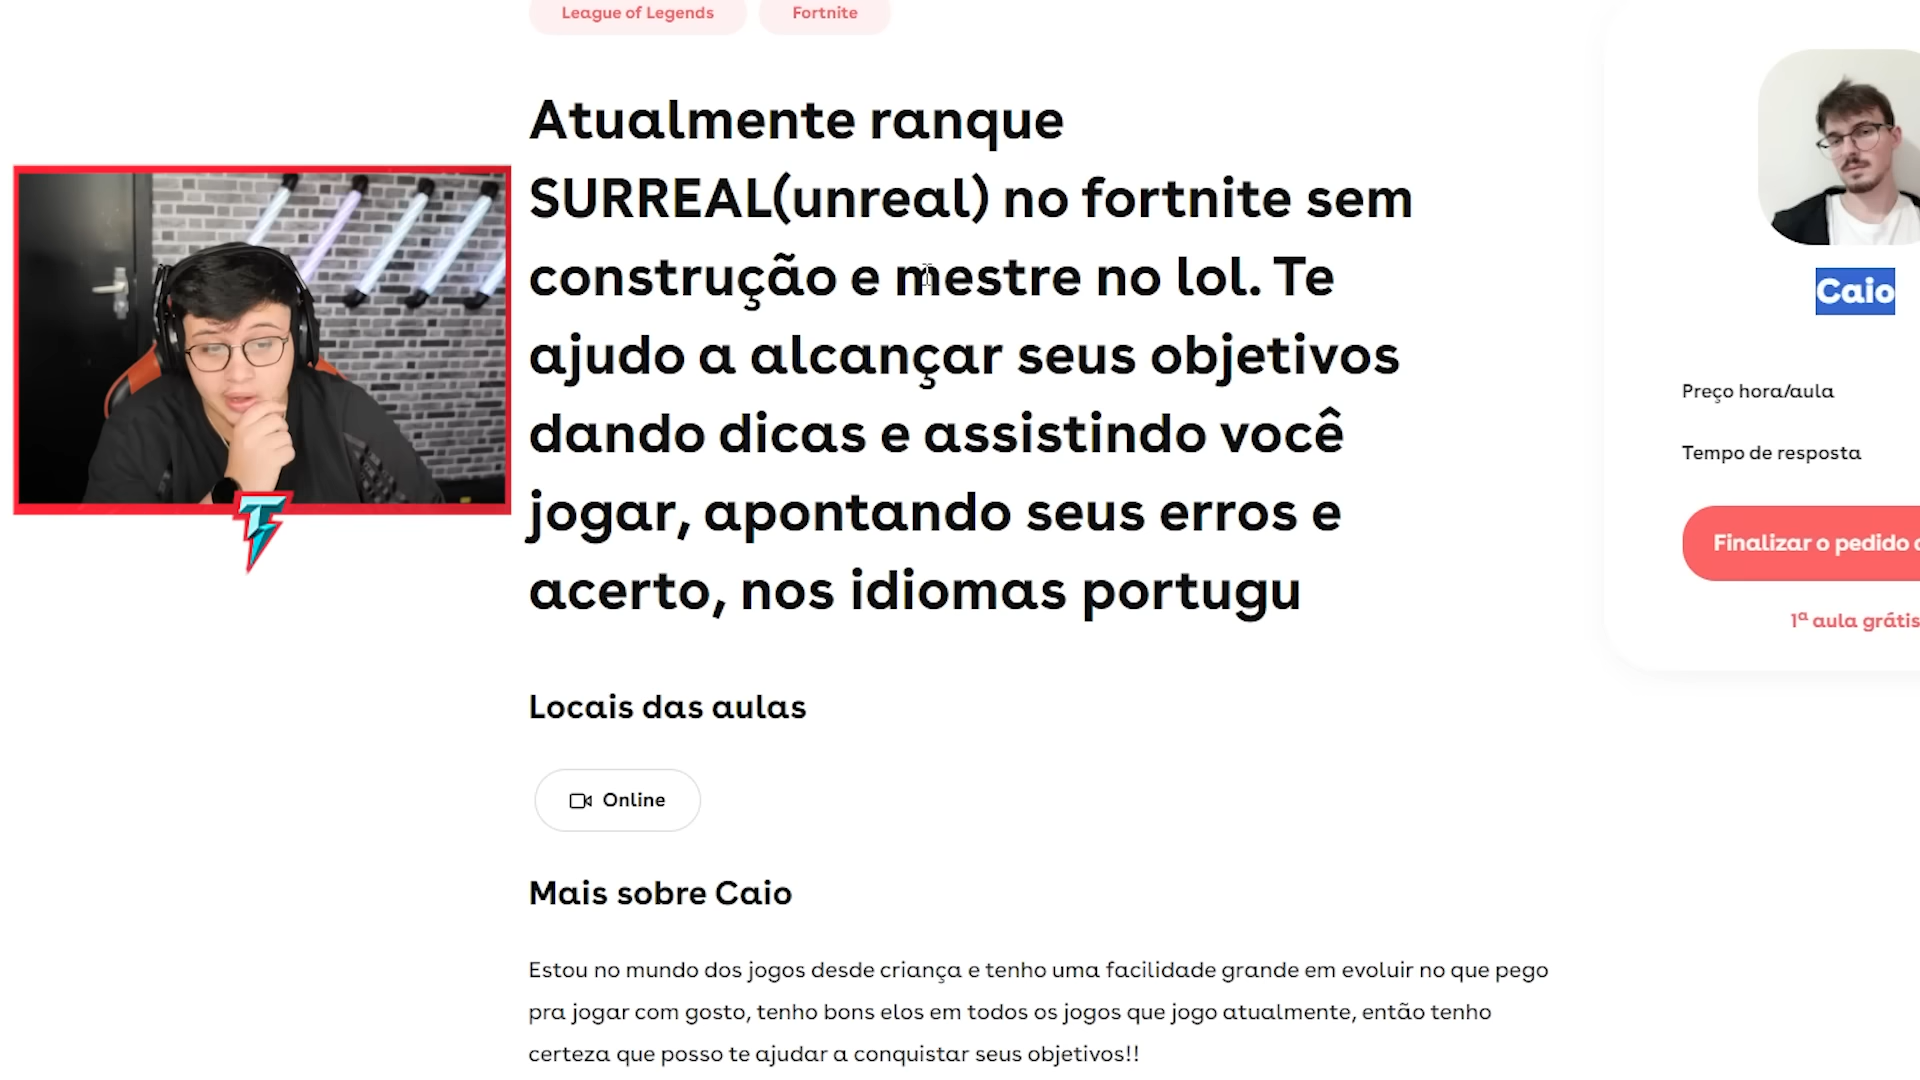 League of Legends
Fortnite
Atualmente ranque
SURREAL(unreal) no fortnite sem
construção e mestre no lol. Te
ajudo a alcançar seus objetivos
dando dicas e assistindo você
jogar, apontando seus erros e
acerto, nos idiomas portugu
Locais das aulas
Online
Mais sobre Caio
Estou no mundo dos jogos desde criança e tenho uma facilidade grande em evoluir no que pego
pra jogar com gosto, tenho bons elos em todos os jogos que jogo atualmente, então tenho
certeza que posso te ajudar a conquistar seus objetivos!!
Caio
Preço hora/aula
Tempo de resposta
Finalizar o pedido
1ª aula grátis
T